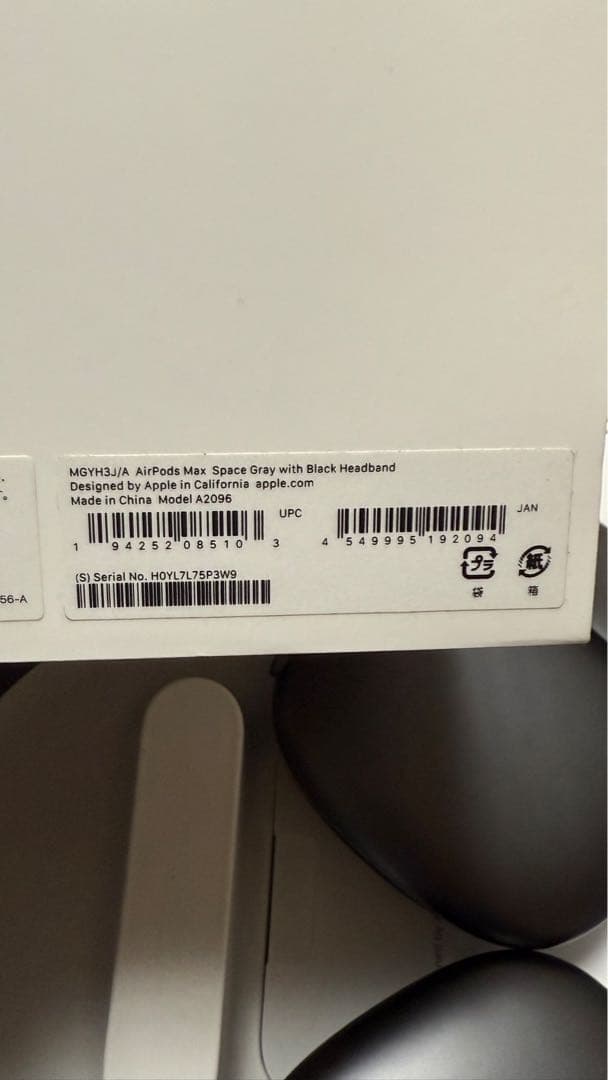 MGYH3J/A AirPods Max Space Gray with Black Headband
Designed by Apple in California apple.com
Made in China Model A2096
UPC
1 94252 08510 3
JAN
4 549995 192094
(S) Serial No. H0YL7L75P3W9
プラ
袋
紙
箱
56-A